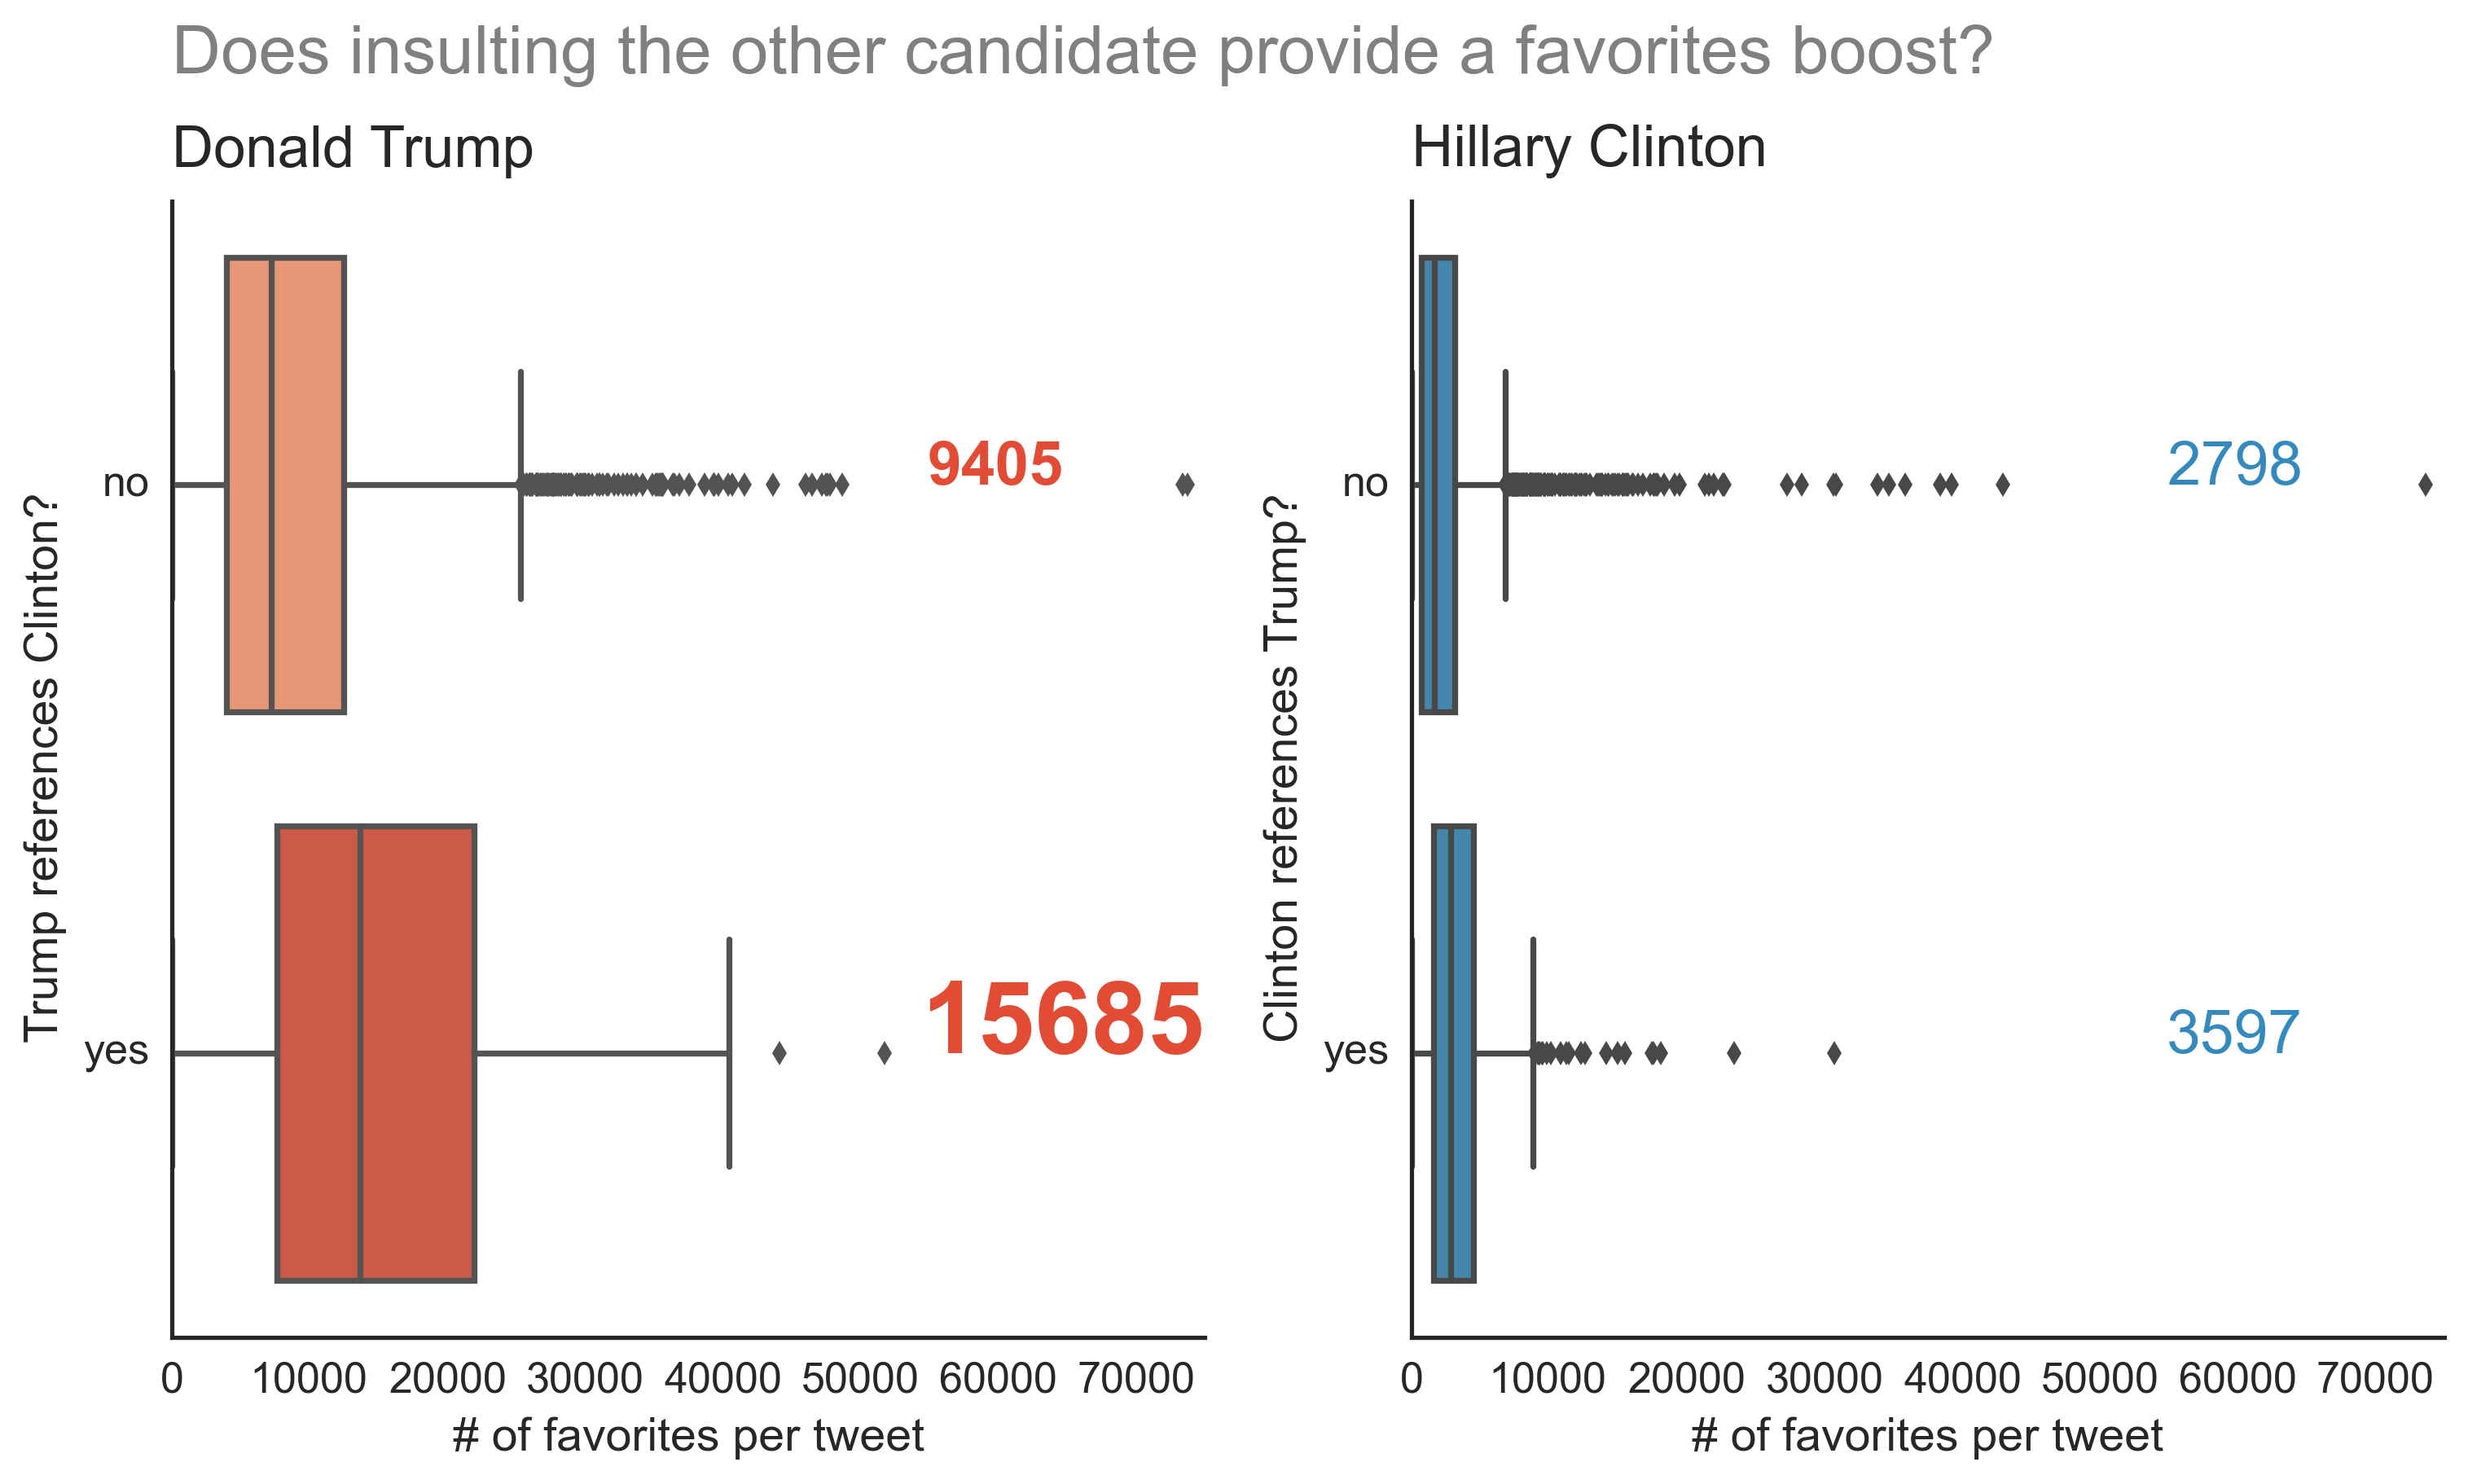 Does insulting the other candidate provide a favorites boost?
Donald Trump
Trump references Clinton?
no
9405
yes
15685
0 10000 20000 30000 40000 50000 60000 70000
# of favorites per tweet
Hillary Clinton
Clinton references Trump?
no
2798
yes
3597
0 10000 20000 30000 40000 50000 60000 70000
# of favorites per tweet